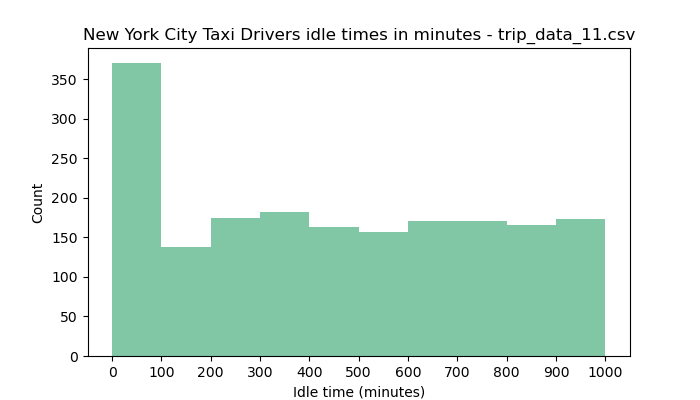 New York City Taxi Drivers idle times in minutes - trip_data_11.csv
350
300
250
200
150
100
50
0
Count
0 100 200 300 400 500 600 700 800 900 1000
Idle time (minutes)